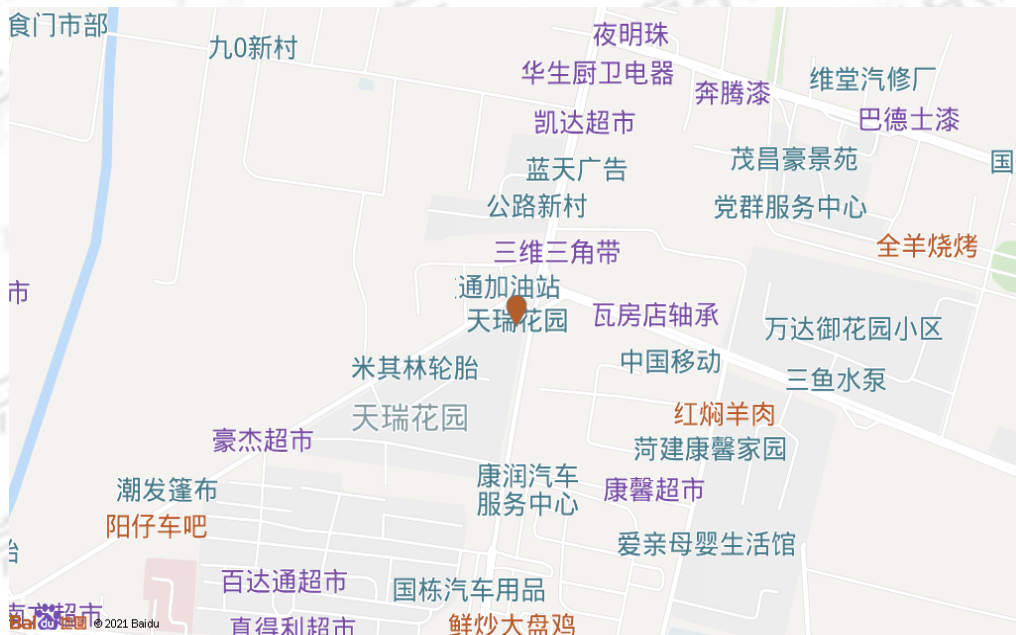 食门市部
九0新村
夜明珠
华生厨卫电器
奔腾漆
维堂汽修厂
巴德士漆
凯达超市
蓝天广告
茂昌豪景苑
国
公路新村
党群服务中心
三维三角带
全羊烧烤
市
通加油站
天瑞花园
瓦房店轴承
万达御花园小区
米其林轮胎
中国移动
三鱼水泵
天瑞花园
红焖羊肉
豪杰超市
菏建康馨家园
潮发篷布
康润汽车
服务中心
康馨超市
阳仔车吧
爱亲母婴生活馆
百达通超市
国栋汽车用品
Bai du 地图
© 2021 Baidu
直得利超市
鲜炒大盘鸡